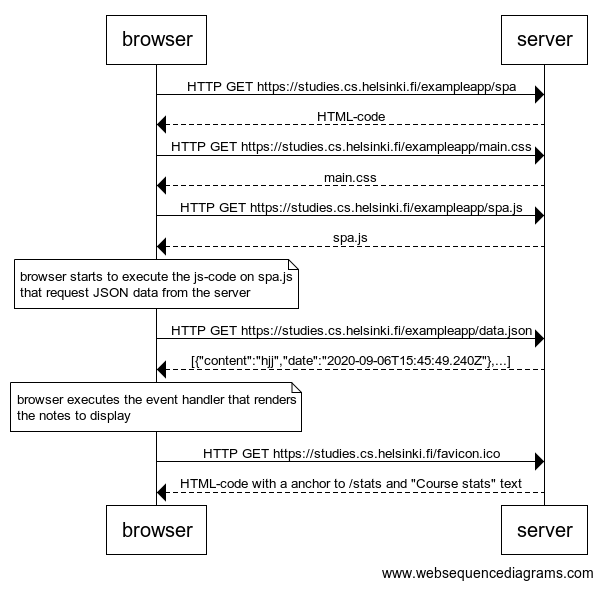 browser server
HTTP GET https://studies.cs.helsinki.fi/exampleapp/spa
HTML-code
HTTP GET https://studies.cs.helsinki.fi/exampleapp/main.css
main.css
HTTP GET https://studies.cs.helsinki.fi/exampleapp/spa.js
spa.js
browser starts to execute the js-code on spa.js
that request JSON data from the server
HTTP GET https://studies.cs.helsinki.fi/exampleapp/data.json
[{"content":"hjj","date":"2020-09-06T15:45:49.240Z"},...]
browser executes the event handler that renders
the notes to display
HTTP GET https://studies.cs.helsinki.fi/favicon.ico
HTML-code with a anchor to /stats and "Course stats" text
browser server
www.websequencediagrams.com